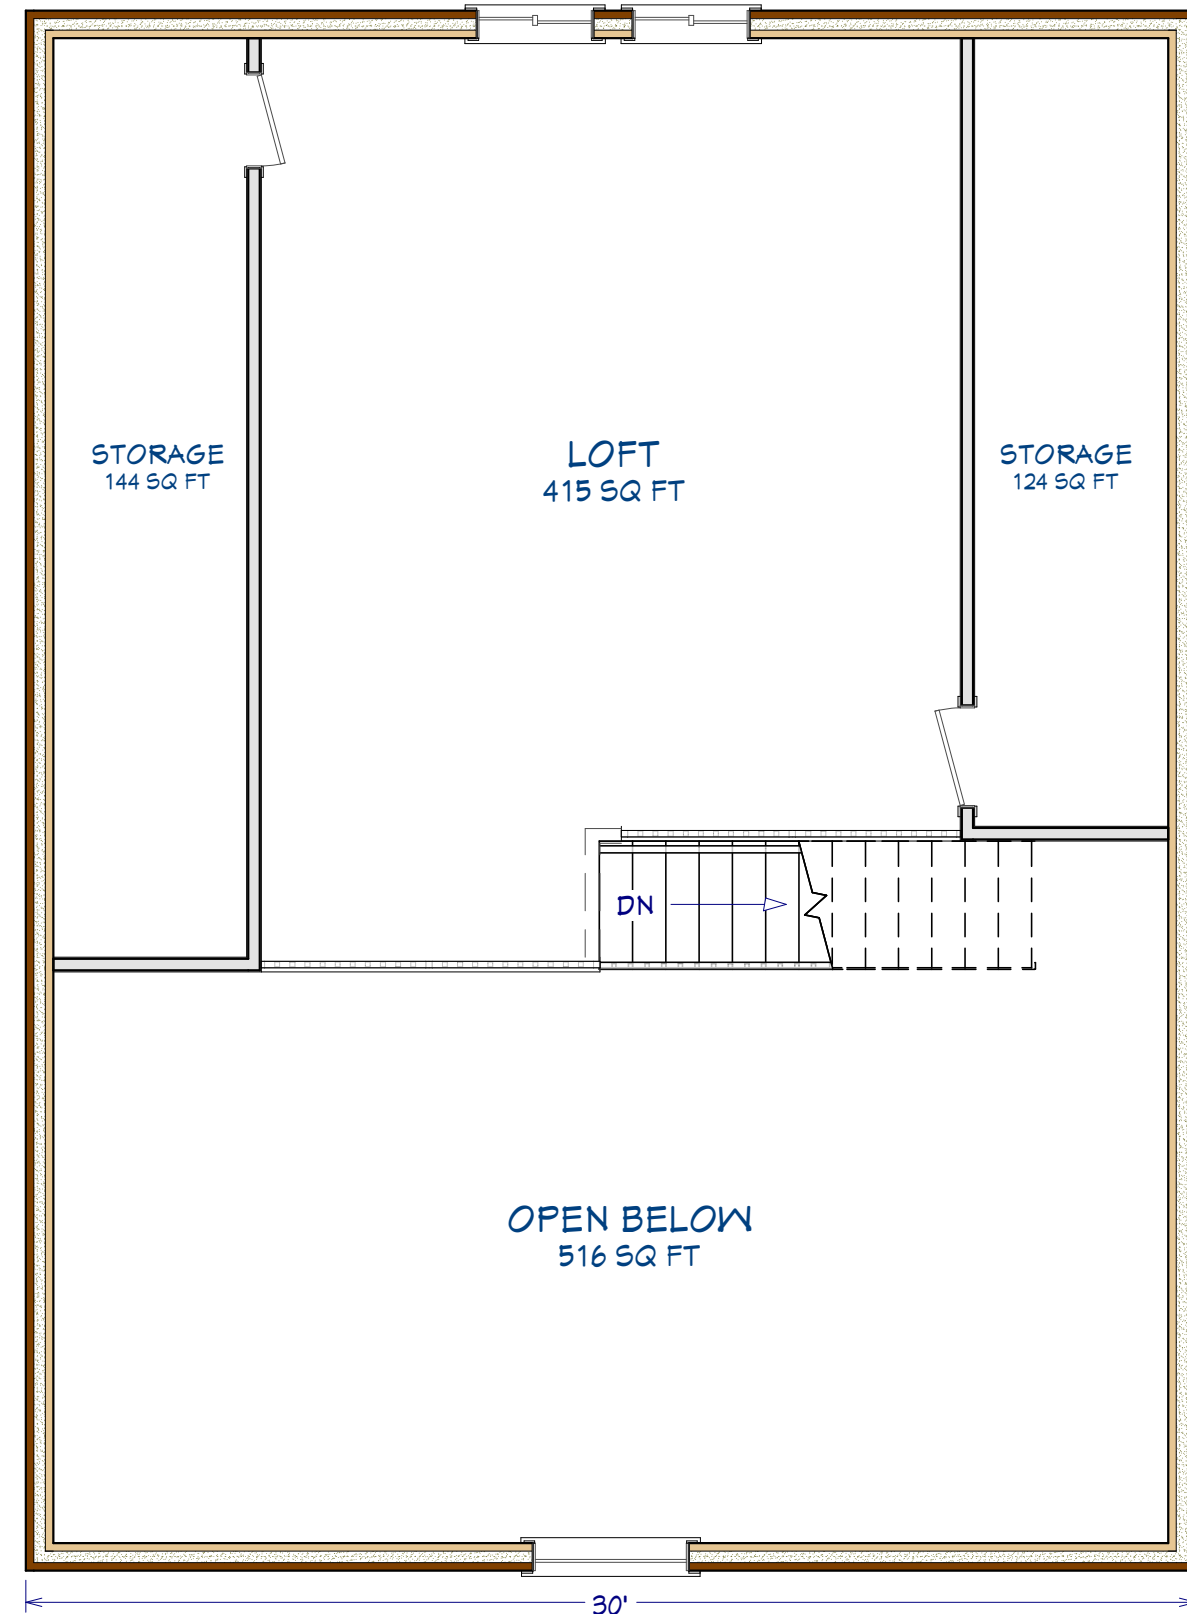 STORAGE
144 SQ FT
LOFT
415 SQ FT
STORAGE
124 SQ FT
DN
OPEN BELOW
516 SQ FT
30'